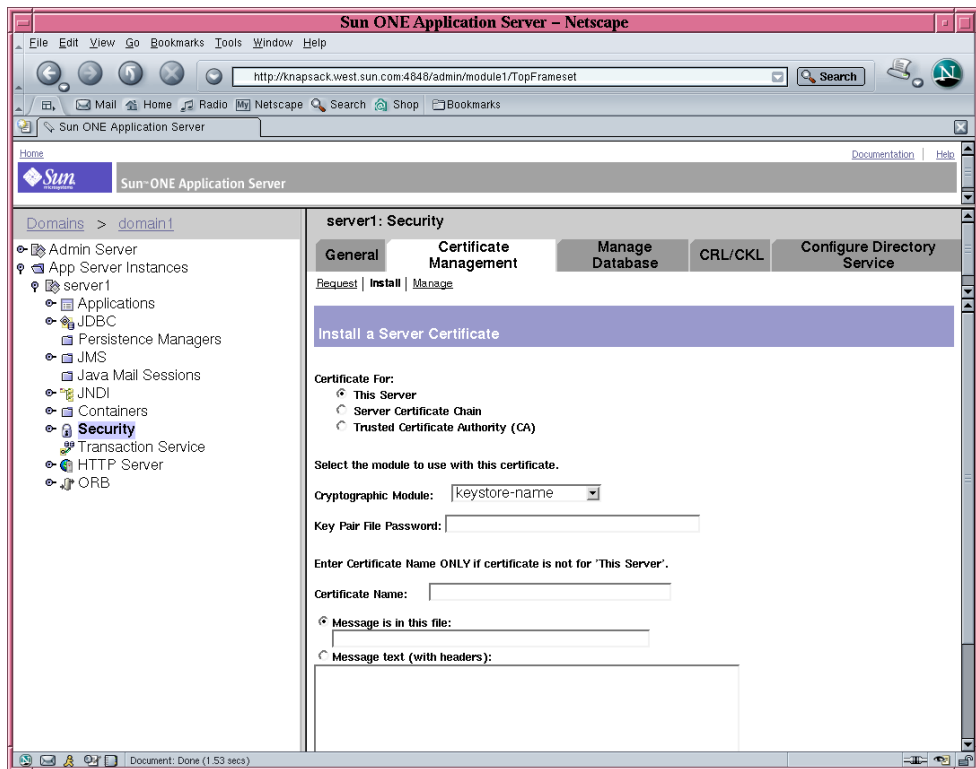 Sun ONE Application Server – Netscape
File Edit View Go Bookmarks Tools Window Help
http://knapsack.west.sun.com:4848/admin/module1/TopFrameset
Search
N
Mail Home Radio My Netscape Search Shop Bookmarks
Sun ONE Application Server
Home
Documentation | Help
Sun
microsystems
Sun ONE Application Server
Domains > domain1
Admin Server
App Server Instances
server1
Applications
JDBC
Persistence Managers
JMS
Java Mail Sessions
JNDI
Containers
Security
Transaction Service
HTTP Server
ORB
server1: Security
General
Certificate Management
Manage Database
CRL/CKL
Configure Directory Service
Request | Install | Manage
Install a Server Certificate
Certificate For:
This Server
Server Certificate Chain
Trusted Certificate Authority (CA)
Select the module to use with this certificate.
Cryptographic Module: keystore-name
Key Pair File Password:
Enter Certificate Name ONLY if certificate is not for 'This Server'.
Certificate Name:
Message is in this file:
Message text (with headers):
Document: Done (1.53 secs)